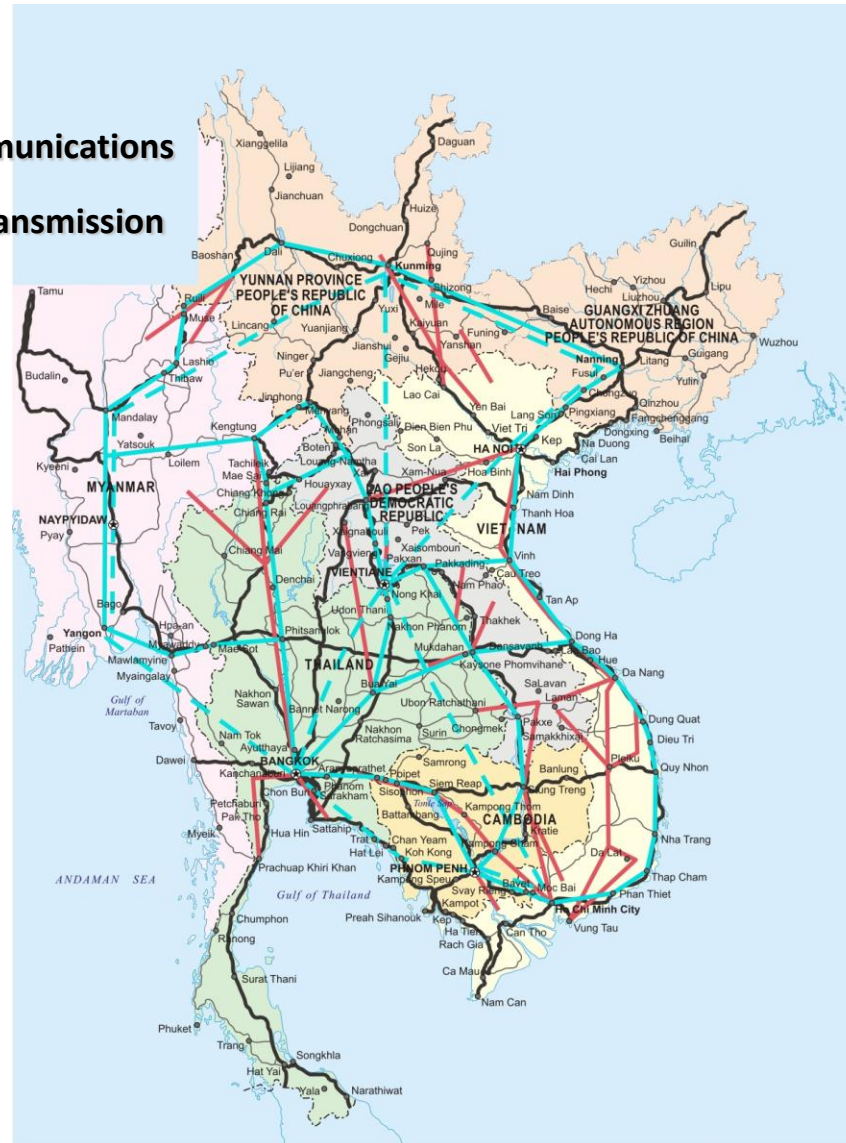 munications
ansmission
Xianggelila
Daguan
Lijiang
Jianchuan
Huize
Dongchuan
Guilin
Dali
Chuxiong
Qujing
Baoshan
Kunming
Hechi
Yizhou
Lipu
Liuzhou
Tamu
YUNNAN PROVINCE
PEOPLE'S REPUBLIC
OF CHINA
Shizong
Mile
Baise
GUANGXI ZHUANG
AUTONOMOUS REGION
PEOPLE'S REPUBLIC OF CHINA
Ruili
Muse
Yuxi
Kaiyuan
Funing
Wuzhou
Lincang
Yuanjiang
Yanshan
Nanning
Litang
Guigang
Jianshui
Gejiu
Fusui
Yulin
Lashio
Thibaw
Ninger
Pu'er
Hekou
Chongzuo
Budalin
Jiangcheng
Lao Cai
Pingxiang
Qinzhou
Fangchenggang
Jinghong
Yen Bai
Lang Son
Mandalay
Mengyang
Phongsaly
Viet Tri
Dongxing
Beihai
Kengtung
Mohan
Dien Bien Phu
Kep
Na Duong
Yatsouk
Boten
Son La
HA NOI
Cai Lan
Kyeeni
Loilem
Tachileik
Louang-Namtha
Xai
Hoa Binh
Hai Phong
Mae Sai
Houayxay
Xam-Nua
MYANMAR
Chiang Khong
Louangphrabang
LAO PEOPLE'S
DEMOCRATIC
REPUBLIC
Nam Dinh
Chiang Rai
Thanh Hoa
NAYPYIDAW
Pek
VIET NAM
Pyay
Xaignabouli
Xaisomboun
Chiang Mai
Vangvieng
Pakxan
Vinh
Pakkading
Cau Treo
Denchai
VIENTIANE
Nam Phao
Bago
Nong Khai
Tan Ap
Udon Thani
Thakhek
Hpa-an
Nakhon Phanom
Yangon
Myawaddy
Phitsanulok
Dong Ha
Pathein
Mae Sot
Mukdahan
Densavanh
Lao Bao
Mawlamyine
THAILAND
Kaysone Phomvihane
Hue
Myaingalay
Da Nang
Gulf of
Martaban
Nakhon
Sawan
Buayai
SaLavan
Bannet Narong
Ubon Ratchathani
Laman
Tavoy
Dung Quat
Nakhon
Ratchasima
Chongmek
Pakxe
Nam Tok
Surin
Samakkhixai
Dieu Tri
Ayuthaya
Dawei
BANGKOK
Samrong
Pleiku
Kanchanaburi
Aranyaprathet
Banlung
Quy Nhon
Poipet
Siem Reap
Chon Buri
Phanom
Sarakham
Sisophon
Stung Treng
Petchaburi
Tonle Sap
Kampong Thom
Pak Tho
Battambang
CAMBODIA
Myeik
Hua Hin
Sattahip
Kratie
Nha Trang
Trat
Chan Yeam
Kampong Cham
Da Lat
Hat Lei
Koh Kong
Prachuap Khiri Khan
PHNOM PENH
Thap Cham
Kampong Speu
Bavet
Moc Bai
ANDAMAN SEA
Svay Rieng
Phan Thiet
Gulf of Thailand
Kampot
Ho Chi Minh City
Preah Sihanouk
Kep
Vung Tau
Chumphon
Ha Tien
Can Tho
Ranong
Rach Gia
Ca Mau
Surat Thani
Nam Can
Phuket
Trang
Songkhla
Hat Yai
Yala
Narathiwat